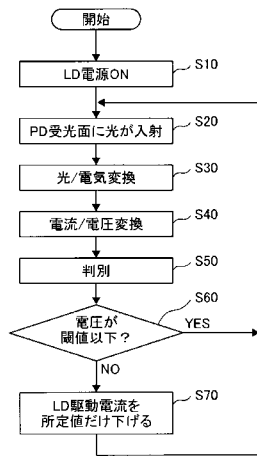 開始
LD電源ON
S10
PD受光面に光が入射
S20
光/電気変換
S30
電流/電圧変換
S40
判別
S50
電圧が
閾値以下?
S60
YES
NO
LD駆動電流を
所定値だけ下げる
S70